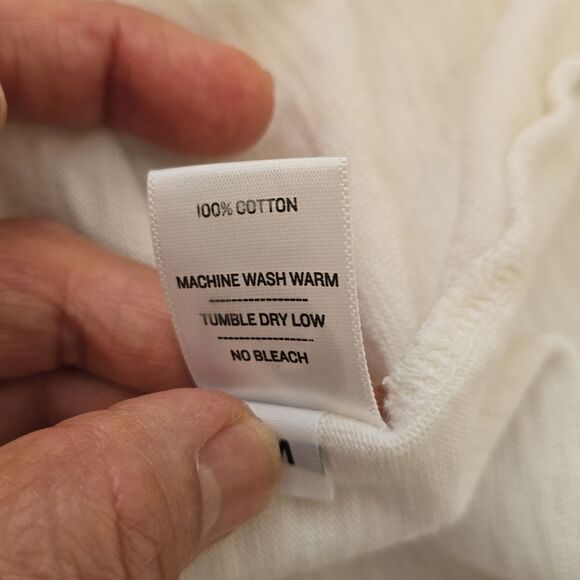 100% COTTON
MACHINE WASH WARM
TUMBLE DRY LOW
NO BLEACH